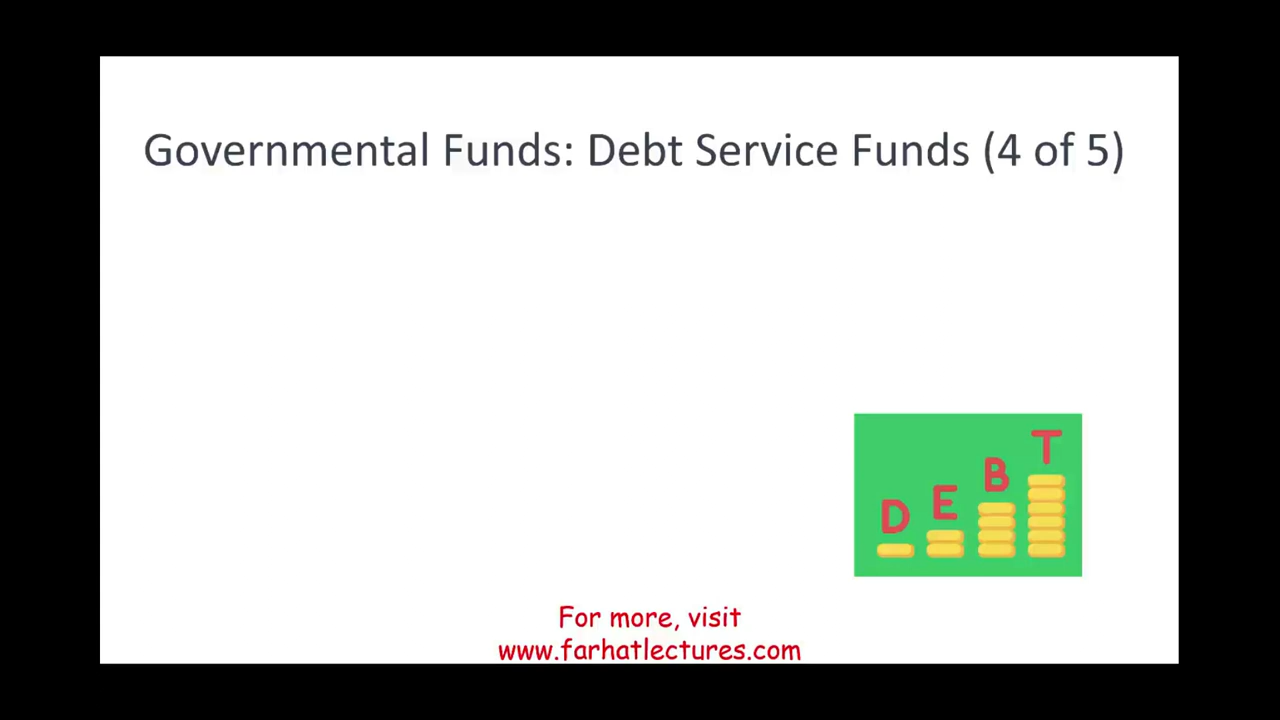 Governmental Funds: Debt Service Funds (4 of 5)
D E B T
For more, visit
www.farhatlectures.com